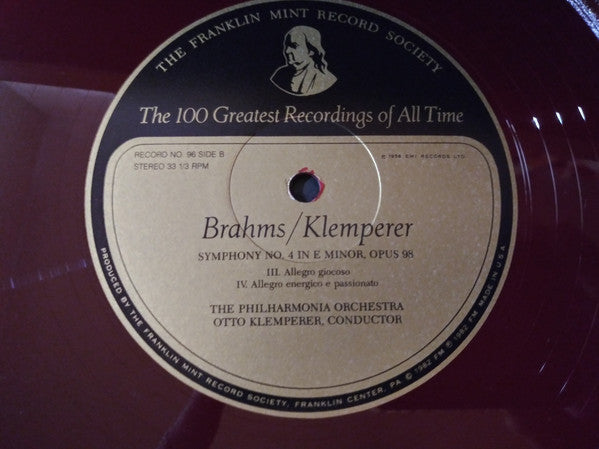 THE FRANKLIN MINT RECORD SOCIETY
The 100 Greatest Recordings of All Time
RECORD NO. 96 SIDE B
STEREO 33 1/3 RPM
℗ 1958 EMI RECORDS LTD.
Brahms/Klemperer
SYMPHONY NO. 4 IN E MINOR, OPUS 98
III. Allegro giocoso
IV. Allegro energico e passionato
THE PHILHARMONIA ORCHESTRA
OTTO KLEMPERER, CONDUCTOR
PRODUCED BY THE FRANKLIN MINT RECORD SOCIETY, FRANKLIN CENTER, PA. © 1982 FM ℗ 1982 FM MADE IN U.S.A.